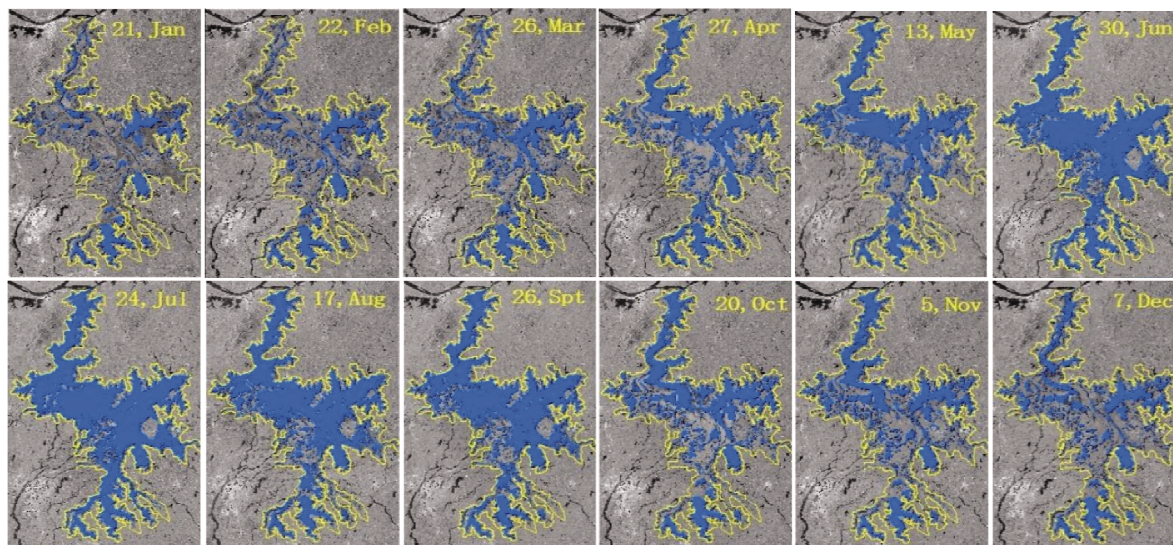 21, Jan
22, Feb
26, Mar
27, Apr
13, May
30, Jun
24, Jul
17, Aug
26, Spt
20, Oct
5, Nov
7, Dec